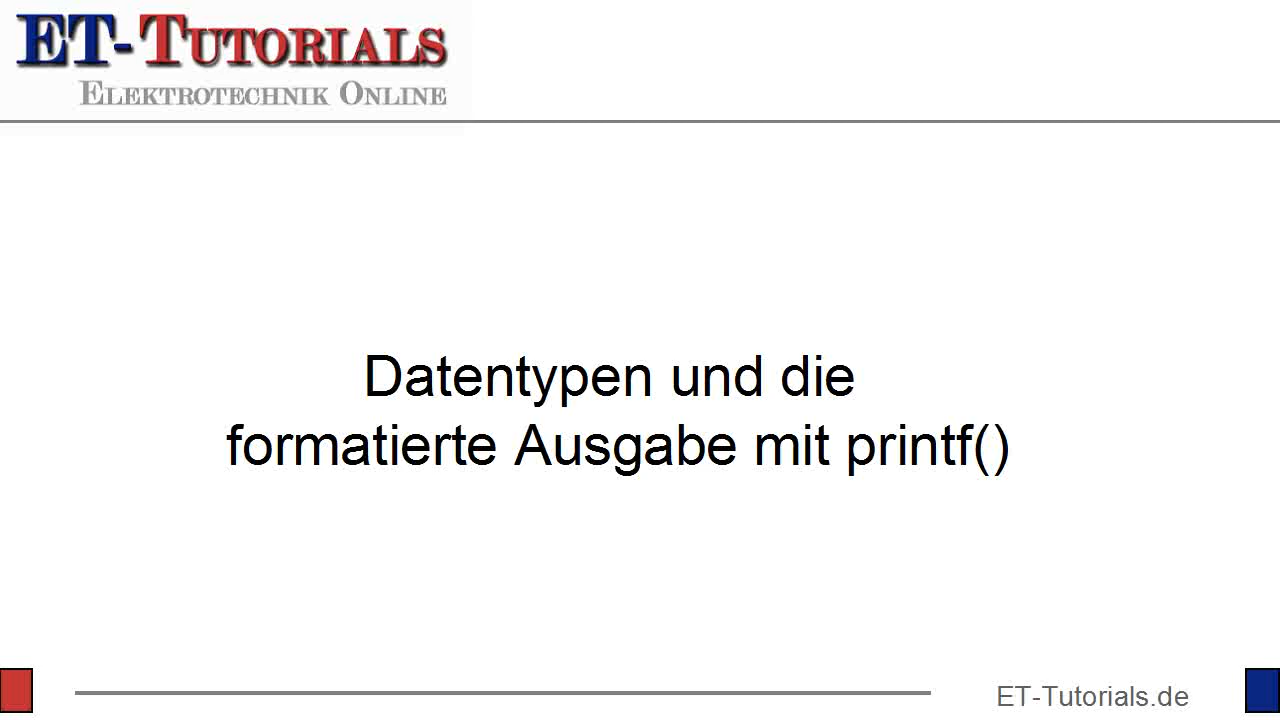 ET-TUTORIALS
ELEKTROTECHNIK ONLINE
Datentypen und die
formatierte Ausgabe mit printf()
ET-Tutorials.de